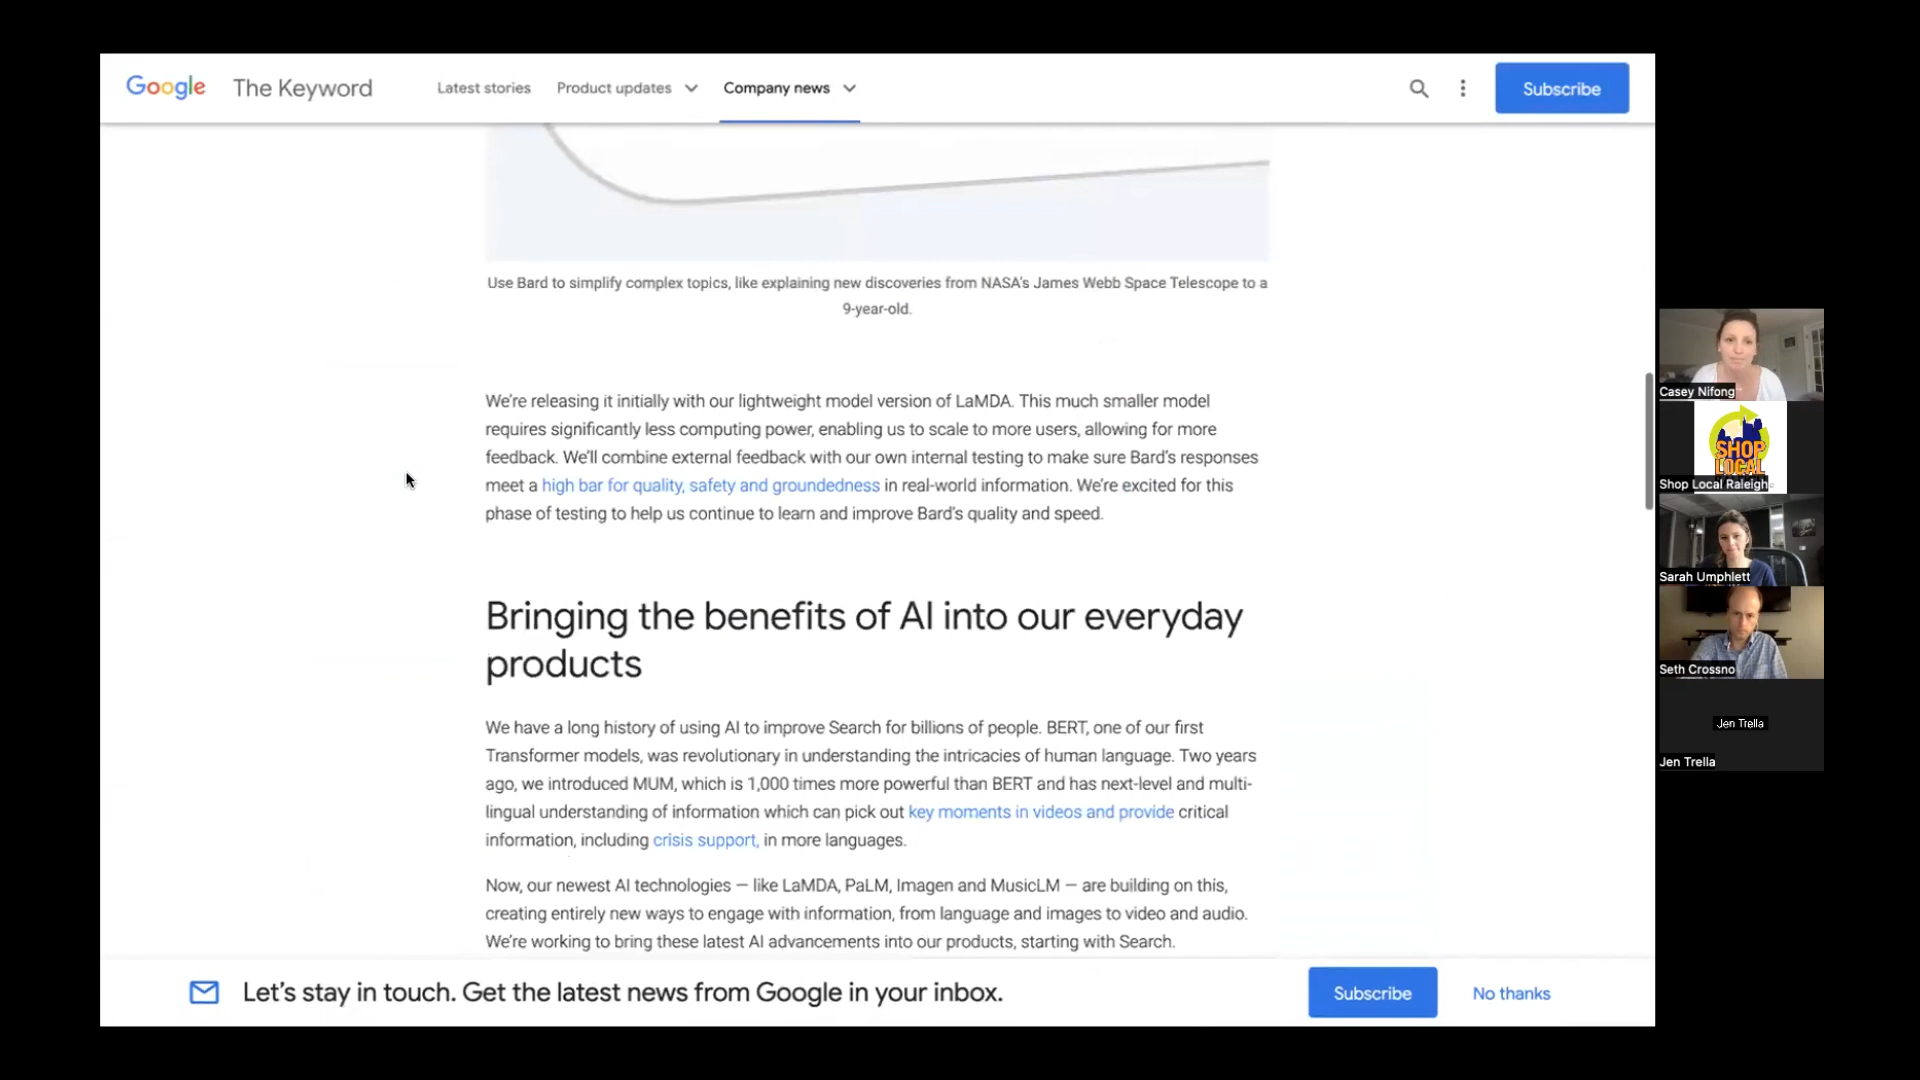 Google The Keyword Latest stories Product updates Company news Subscribe
Use Bard to simplify complex topics, like explaining new discoveries from NASA's James Webb Space Telescope to a
9-year-old.
We're releasing it initially with our lightweight model version of LaMDA. This much smaller model
requires significantly less computing power, enabling us to scale to more users, allowing for more
feedback. We'll combine external feedback with our own internal testing to make sure Bard's responses
meet a high bar for quality, safety and groundedness in real-world information. We're excited for this
phase of testing to help us continue to learn and improve Bard's quality and speed.
Bringing the benefits of AI into our everyday
products
We have a long history of using AI to improve Search for billions of people. BERT, one of our first
Transformer models, was revolutionary in understanding the intricacies of human language. Two years
ago, we introduced MUM, which is 1,000 times more powerful than BERT and has next-level and multi-
lingual understanding of information which can pick out key moments in videos and provide critical
information, including crisis support, in more languages.
Now, our newest AI technologies — like LaMDA, PaLM, Imagen and MusicLM — are building on this,
creating entirely new ways to engage with information, from language and images to video and audio.
We're working to bring these latest AI advancements into our products, starting with Search.
Let's stay in touch. Get the latest news from Google in your inbox. Subscribe No thanks
Casey Nifong
SHOP
LOCAL
Shop Local Raleigh
Sarah Umphlett
Seth Crossno
Jen Trella
Jen Trella